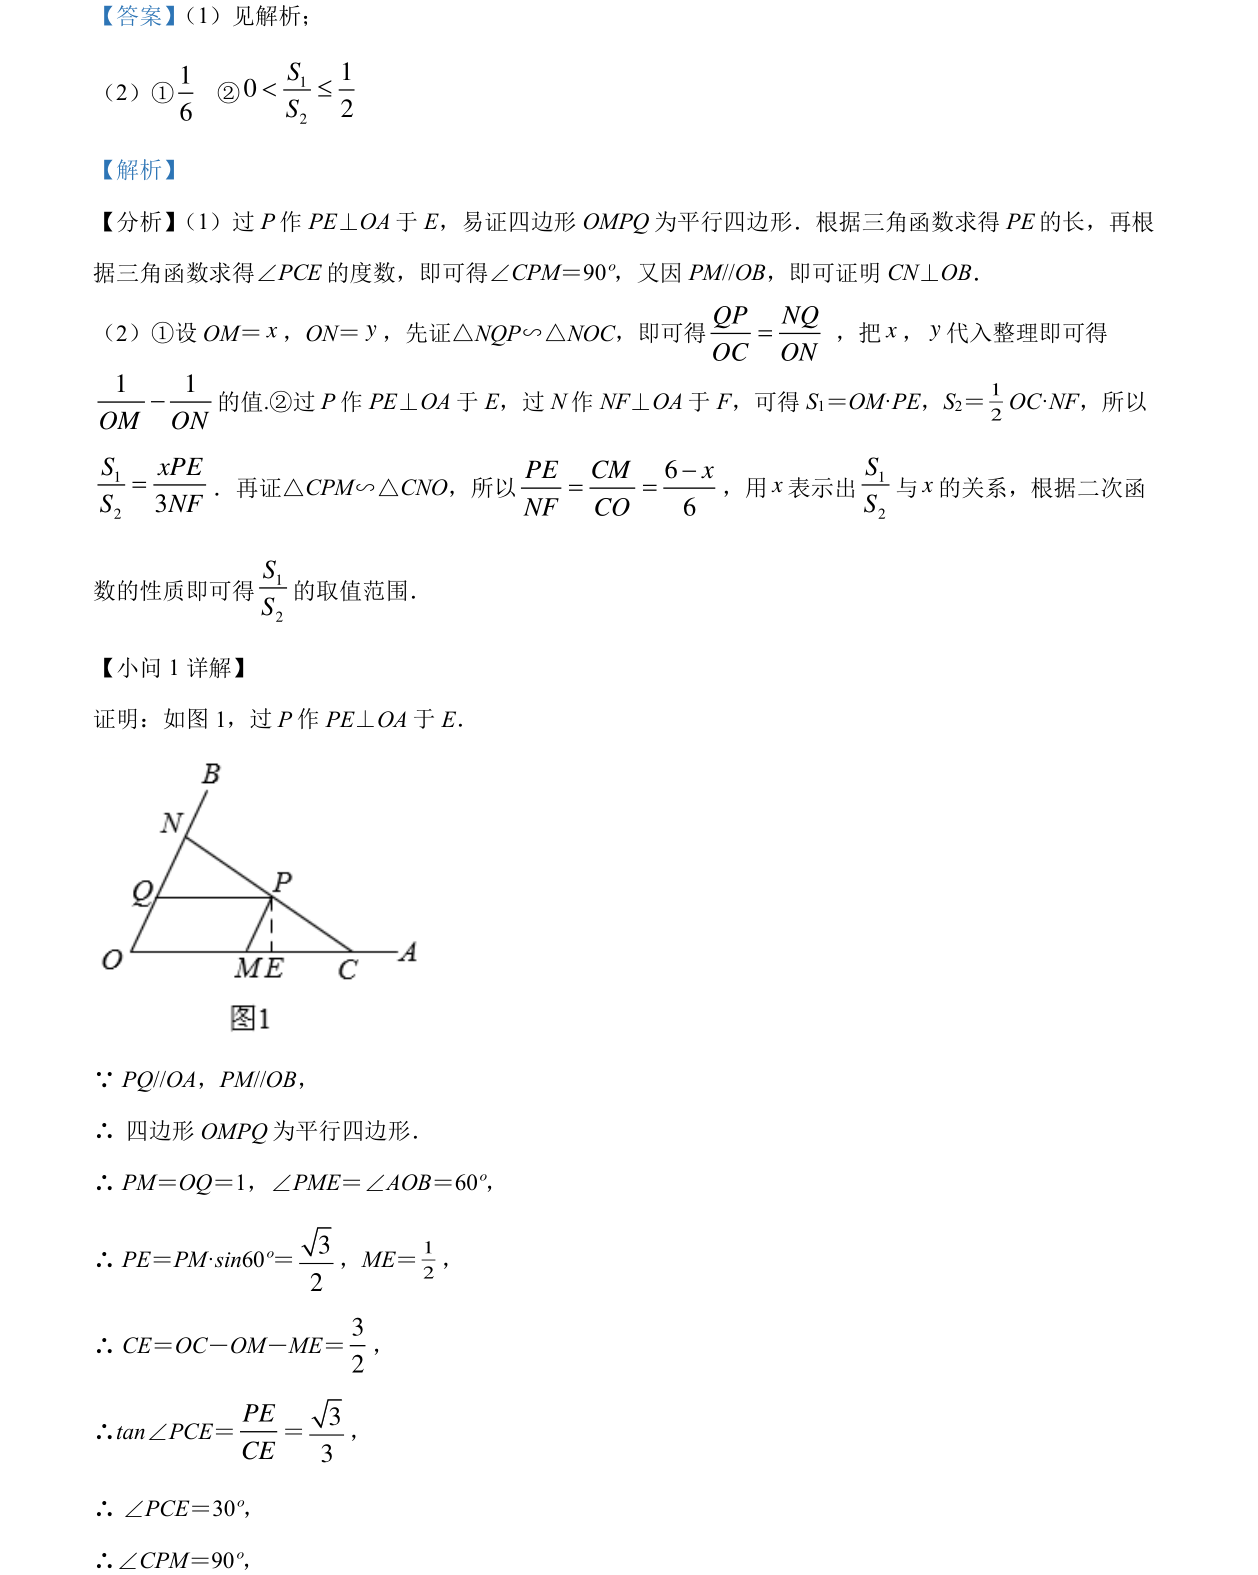 【答案】（1）见解析；
（2）①1/6 ②0 < S₁/S₂ ≤ 1/2
【解析】
【分析】（1）过 P 作 PE⊥OA 于 E，易证四边形 OMPQ 为平行四边形．根据三角函数求得 PE 的长，再根
据三角函数求得∠PCE 的度数，即可得∠CPM＝90º，又因 PM//OB，即可证明 CN⊥OB．
（2）①设 OM＝x，ON＝y，先证△NQP∽△NOC，即可得 QP/OC = NQ/ON ，把 x，y 代入整理即可得
1/OM − 1/ON 的值.②过 P 作 PE⊥OA 于 E，过 N 作 NF⊥OA 于 F，可得 S₁＝OM·PE，S₂＝1/2 OC·NF，所以
S₁/S₂ = xPE/3NF．再证△CPM∽△CNO，所以 PE/NF = CM/CO = (6−x)/6，用 x 表示出 S₁/S₂ 与 x 的关系，根据二次函
数的性质即可得 S₁/S₂ 的取值范围．
【小问 1 详解】
证明：如图 1，过 P 作 PE⊥OA 于 E．
B
N
Q
P
O
M E C A
图1
∵ PQ//OA，PM//OB，
∴ 四边形 OMPQ 为平行四边形．
∴ PM＝OQ＝1，∠PME＝∠AOB＝60º，
∴ PE＝PM·sin60º＝√3/2，ME＝1/2，
∴ CE＝OC－OM－ME＝3/2，
∴tan∠PCE＝PE/CE＝√3/3，
∴ ∠PCE＝30º，
∴∠CPM＝90º，